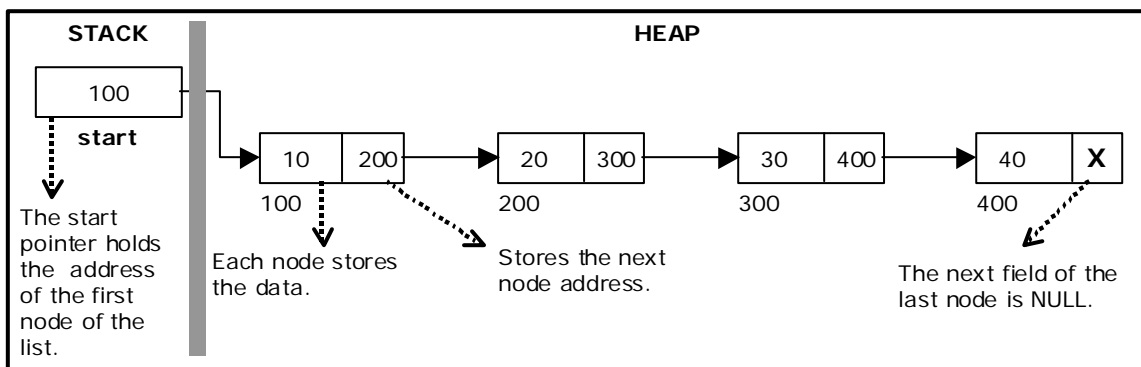 STACK
HEAP
100
start
10 200
20 300
30 400
40 X
100
200
300
400
The start
pointer holds
the address
of the first
node of the
list.
Each node stores
the data.
Stores the next
node address.
The next field of the
last node is NULL.